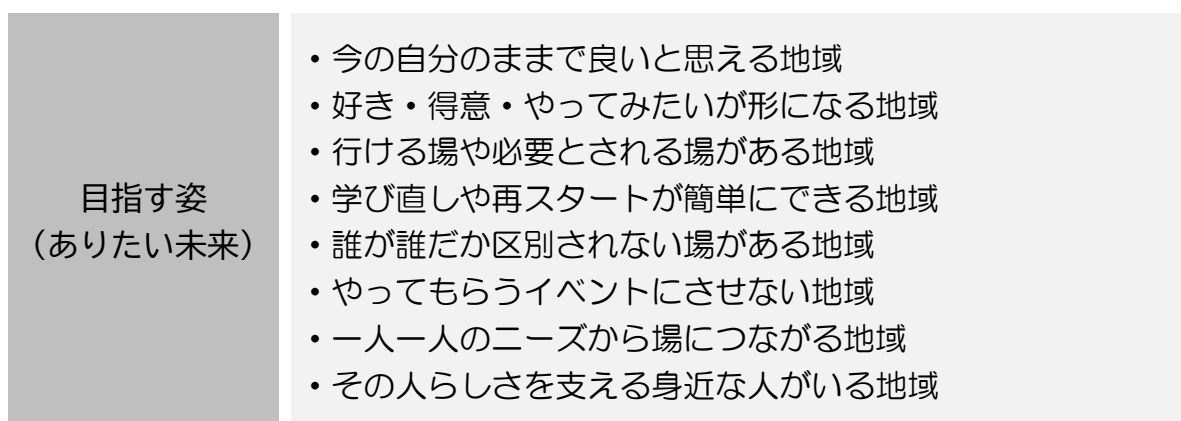 目指す姿
（ありたい未来）
・今の自分のままで良いと思える地域
・好き・得意・やってみたいが形になる地域
・行ける場や必要とされる場がある地域
・学び直しや再スタートが簡単にできる地域
・誰が誰だか区別されない場がある地域
・やってもらうイベントにさせない地域
・一人一人のニーズから場につながる地域
・その人らしさを支える身近な人がいる地域